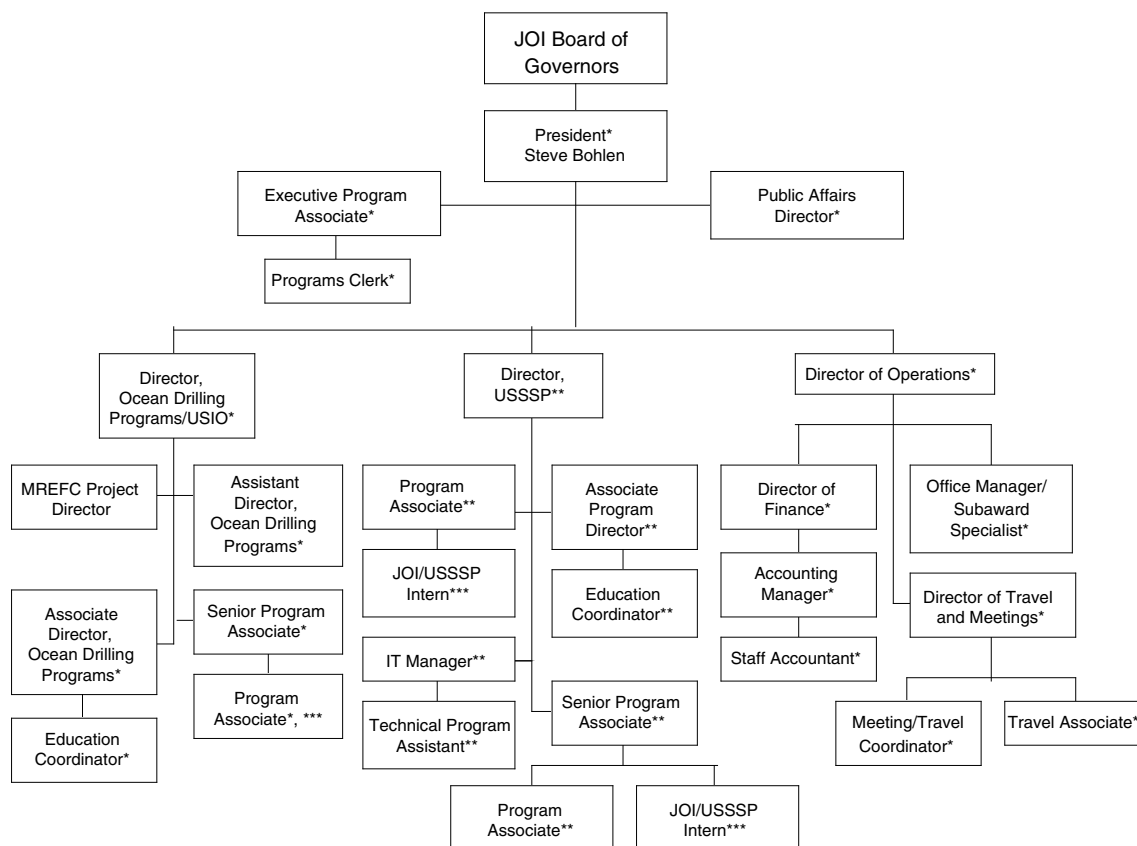 JOI Board of
Governors
President*
Steve Bohlen
Executive Program
Associate*
Public Affairs
Director*
Programs Clerk*
Director,
Ocean Drilling
Programs/USIO*
Director,
USSSP**
Director of Operations*
MREFC Project
Director
Assistant
Director,
Ocean Drilling
Programs*
Program
Associate**
Associate
Program
Director**
Director of
Finance*
Office Manager/
Subaward
Specialist*
JOI/USSSP
Intern***
Education
Coordinator**
Accounting
Manager*
Director of Travel
and Meetings*
Associate
Director,
Ocean Drilling
Programs*
Senior Program
Associate*
IT Manager**
Staff Accountant*
Program
Associate*, ***
Technical Program
Assistant**
Senior Program
Associate**
Meeting/Travel
Coordinator*
Travel Associate*
Education
Coordinator*
Program
Associate**
JOI/USSSP
Intern***